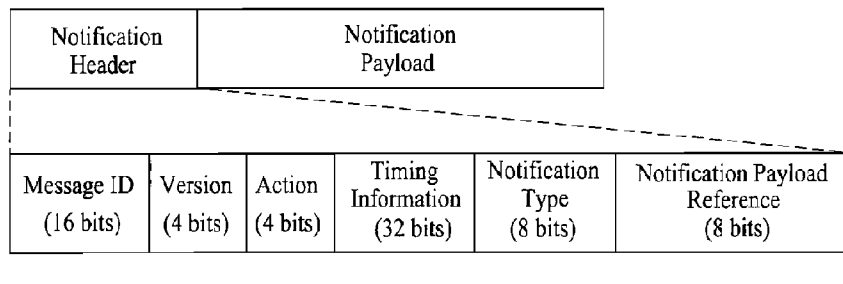 Notification
Header
Notification
Payload
Message ID
(16 bits)
Version
(4 bits)
Action
(4 bits)
Timing
Information
(32 bits)
Notification
Type
(8 bits)
Notification Payload
Reference
(8 bits)